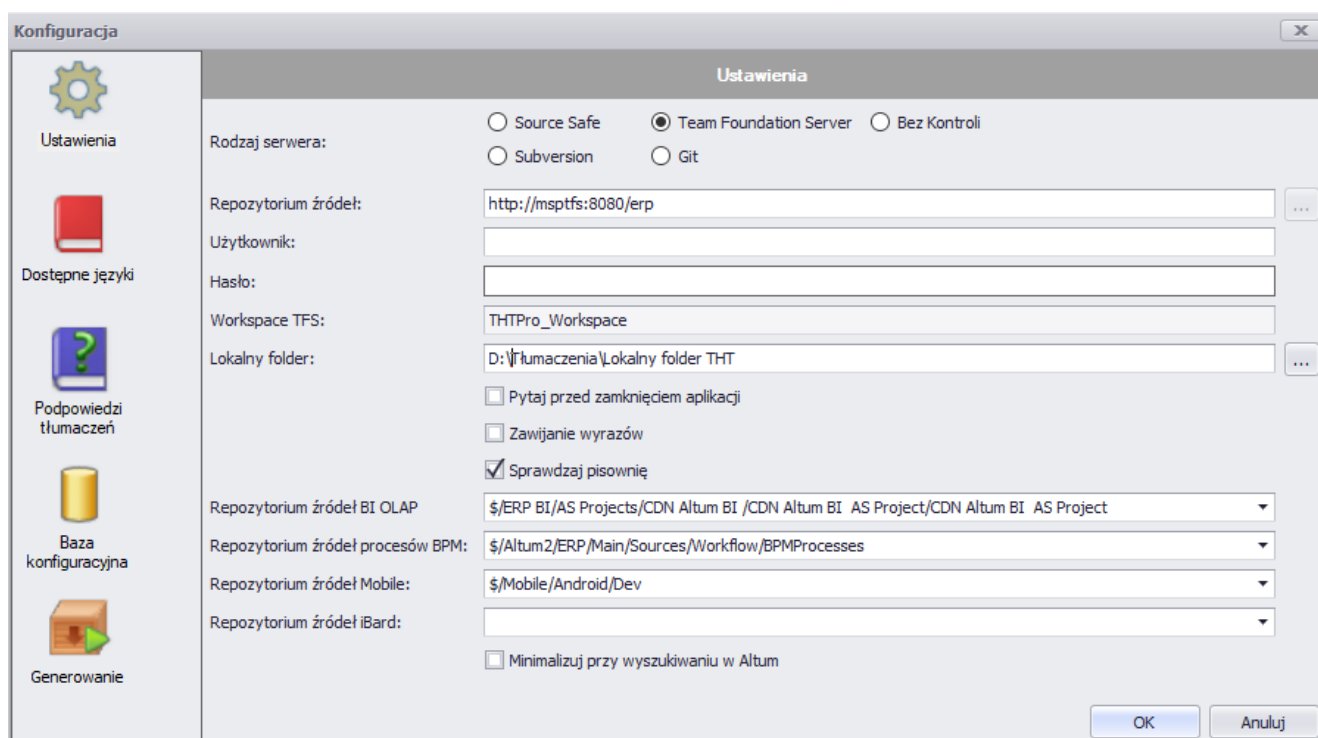 Konfiguracja
Ustawienia
Dostępne języki
Podpowiedzi
tłumaczeń
Baza
konfiguracyjna
Generowanie
Ustawienia
Rodzaj serwera:
Source Safe
Team Foundation Server
Bez Kontroli
Subversion
Git
Repozytorium źródeł:
http://msptfs:8080/erp
...
Użytkownik:
Hasło:
Workspace TFS:
THTPro_Workspace
Lokalny folder:
D:\Tłumaczenia\Lokalny folder THT
...
Pytaj przed zamknięciem aplikacji
Zawijanie wyrazów
Sprawdzaj pisownię
Repozytorium źródeł BI OLAP
$/ERP BI/AS Projects/CDN Altum BI /CDN Altum BI  AS Project/CDN Altum BI  AS Project
Repozytorium źródeł procesów BPM:
$/Altum2/ERP/Main/Sources/Workflow/BPMProcesses
Repozytorium źródeł Mobile:
$/Mobile/Android/Dev
Repozytorium źródeł iBard:
Minimalizuj przy wyszukiwaniu w Altum
OK
Anuluj